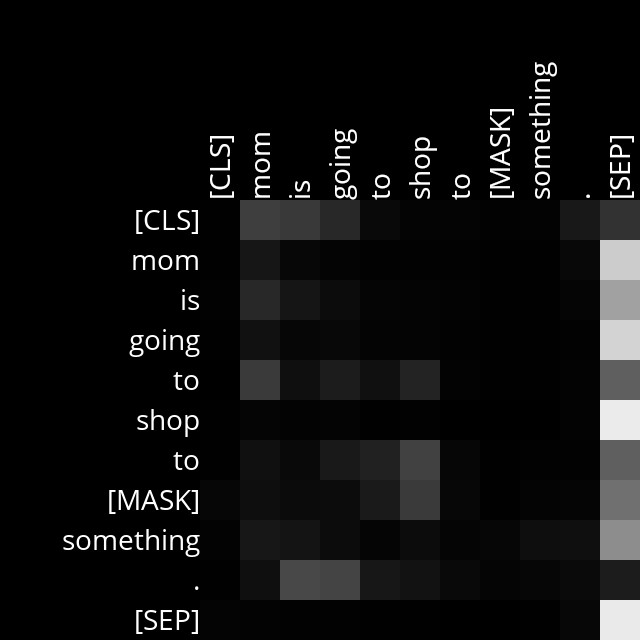 [CLS] mom is going to shop to [MASK] something . [SEP]
[CLS]
mom
is
going
to
shop
to
[MASK]
something
.
[SEP]